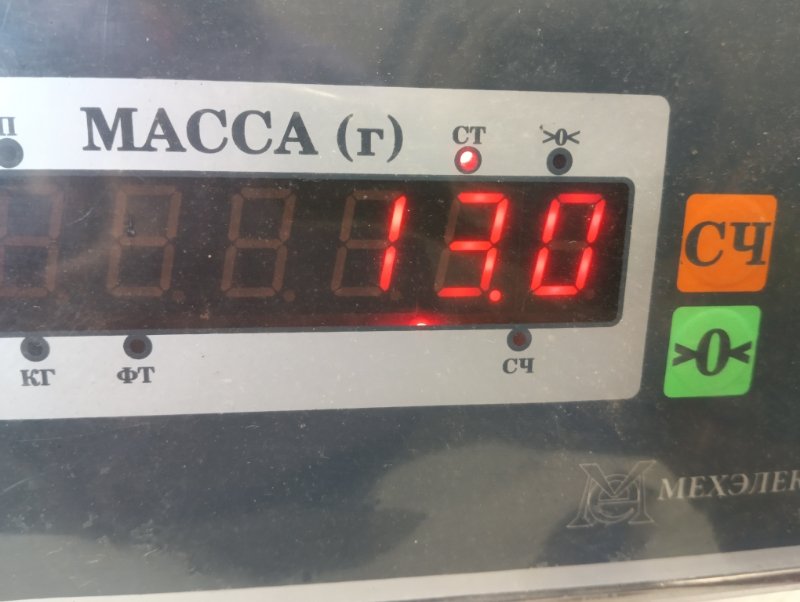 П
МАССА (г)
СТ
>0<
13.0
СЧ
>0<
КГ
ФТ
СЧ
МЕХЭЛЕК